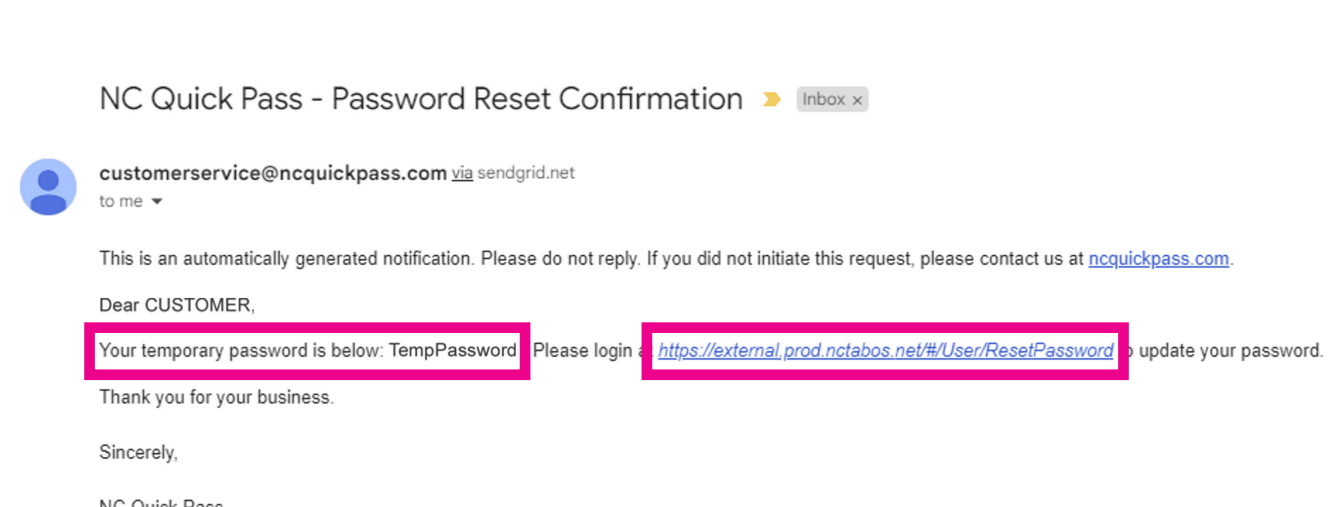 NC Quick Pass - Password Reset Confirmation Inbox ×
customerservice@ncquickpass.com via sendgrid.net
to me
This is an automatically generated notification. Please do not reply. If you did not initiate this request, please contact us at ncquickpass.com.
Dear CUSTOMER,
Your temporary password is below: TempPassword Please login https://external.prod.nctabos.net/#/User/ResetPassword update your password.
Thank you for your business.
Sincerely,
NC Quick Pass